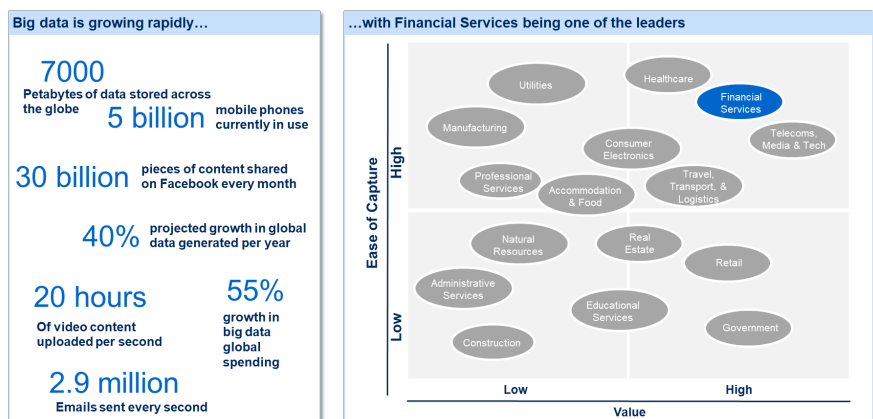 Big data is growing rapidly…
7000
Petabytes of data stored across
the globe
5 billion
mobile phones
currently in use
30 billion
pieces of content shared
on Facebook every month
40%
projected growth in global
data generated per year
20 hours
Of video content
uploaded per second
55%
growth in
big data
global
spending
2.9 million
Emails sent every second
…with Financial Services being one of the leaders
Ease of Capture
High
Low
Utilities
Healthcare
Financial
Services
Manufacturing
Telecoms,
Media & Tech
Consumer
Electronics
Professional
Services
Accommodation
& Food
Travel,
Transport, &
Logistics
Natural
Resources
Real
Estate
Retail
Administrative
Services
Educational
Services
Government
Construction
Low
High
Value